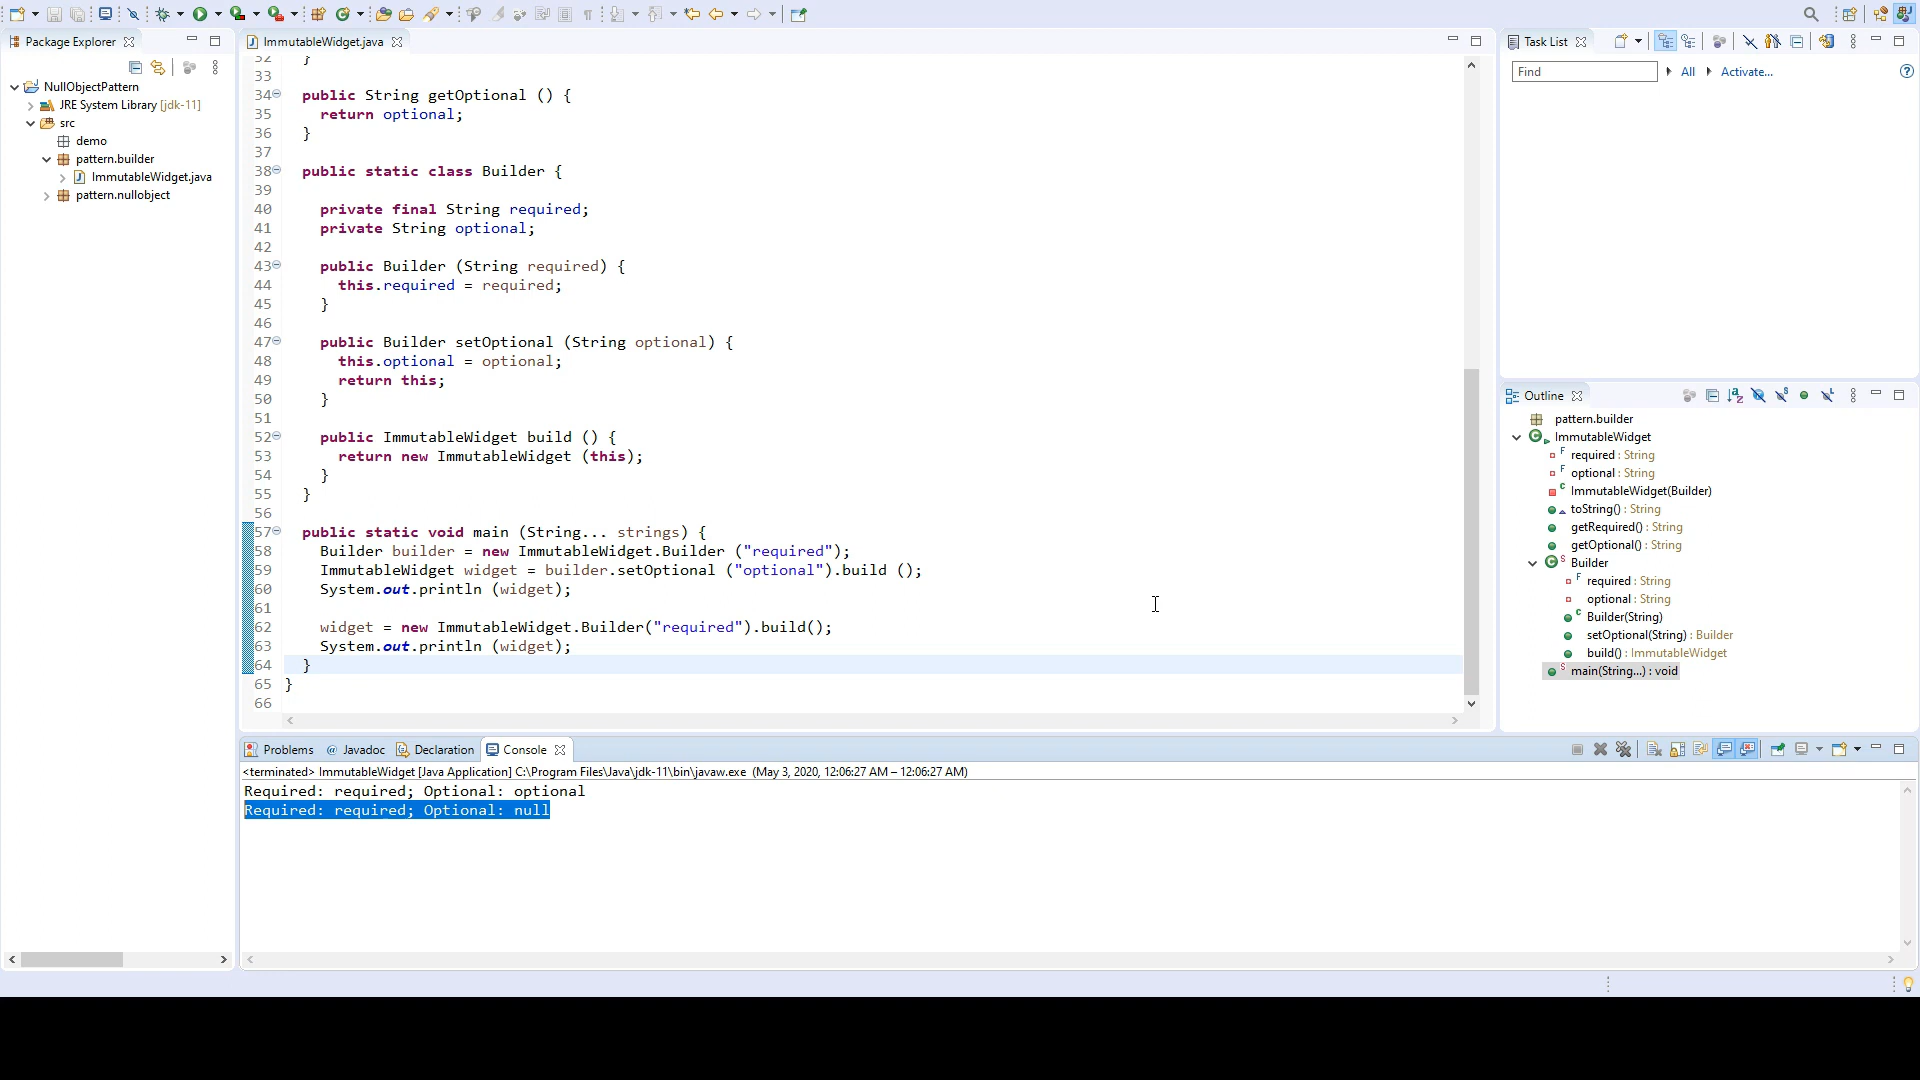 Package Explorer
NullObjectPattern
JRE System Library [jdk-11]
src
demo
pattern.builder
ImmutableWidget.java
pattern.nullobject
ImmutableWidget.java
32 }
33
34 public String getOptional () {
35 return optional;
36 }
37
38 public static class Builder {
39
40 private final String required;
41 private String optional;
42
43 public Builder (String required) {
44 this.required = required;
45 }
46
47 public Builder setOptional (String optional) {
48 this.optional = optional;
49 return this;
50 }
51
52 public ImmutableWidget build () {
53 return new ImmutableWidget (this);
54 }
55 }
56
57 public static void main (String... strings) {
58 Builder builder = new ImmutableWidget.Builder ("required");
59 ImmutableWidget widget = builder.setOptional ("optional").build ();
60 System.out.println (widget);
61
62 widget = new ImmutableWidget.Builder("required").build();
63 System.out.println (widget);
64 }
65 }
66
Task List
Find
All
Activate...
Outline
pattern.builder
ImmutableWidget
required : String
optional : String
ImmutableWidget(Builder)
toString() : String
getRequired() : String
getOptional() : String
Builder
required : String
optional : String
Builder(String)
setOptional(String) : Builder
build() : ImmutableWidget
main(String...) : void
Problems @ Javadoc Declaration Console
<terminated> ImmutableWidget [Java Application] C:\Program Files\Java\jdk-11\bin\javaw.exe (May 3, 2020, 12:06:27 AM – 12:06:27 AM)
Required: required; Optional: optional
Required: required; Optional: null